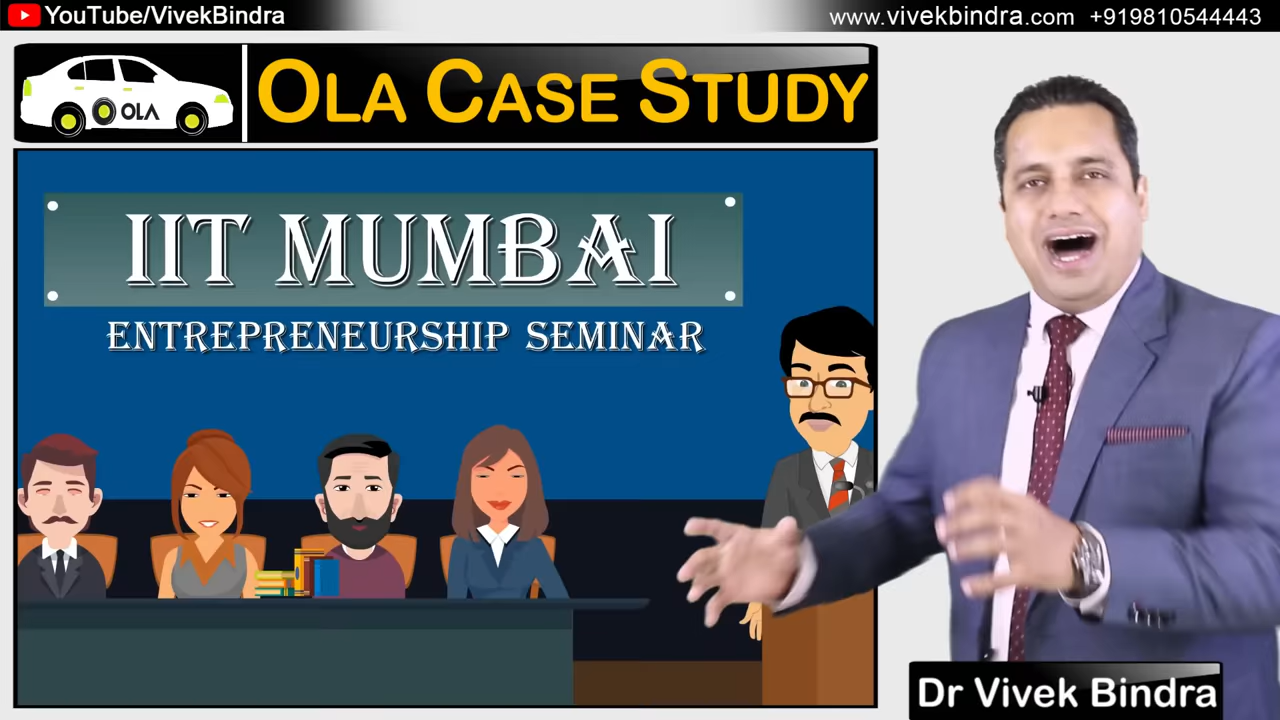 YouTube/VivekBindra
www.vivekbindra.com +919810544443
OLA
OLA CASE STUDY
IIT MUMBAI
ENTREPRENEURSHIP SEMINAR
Dr Vivek Bindra